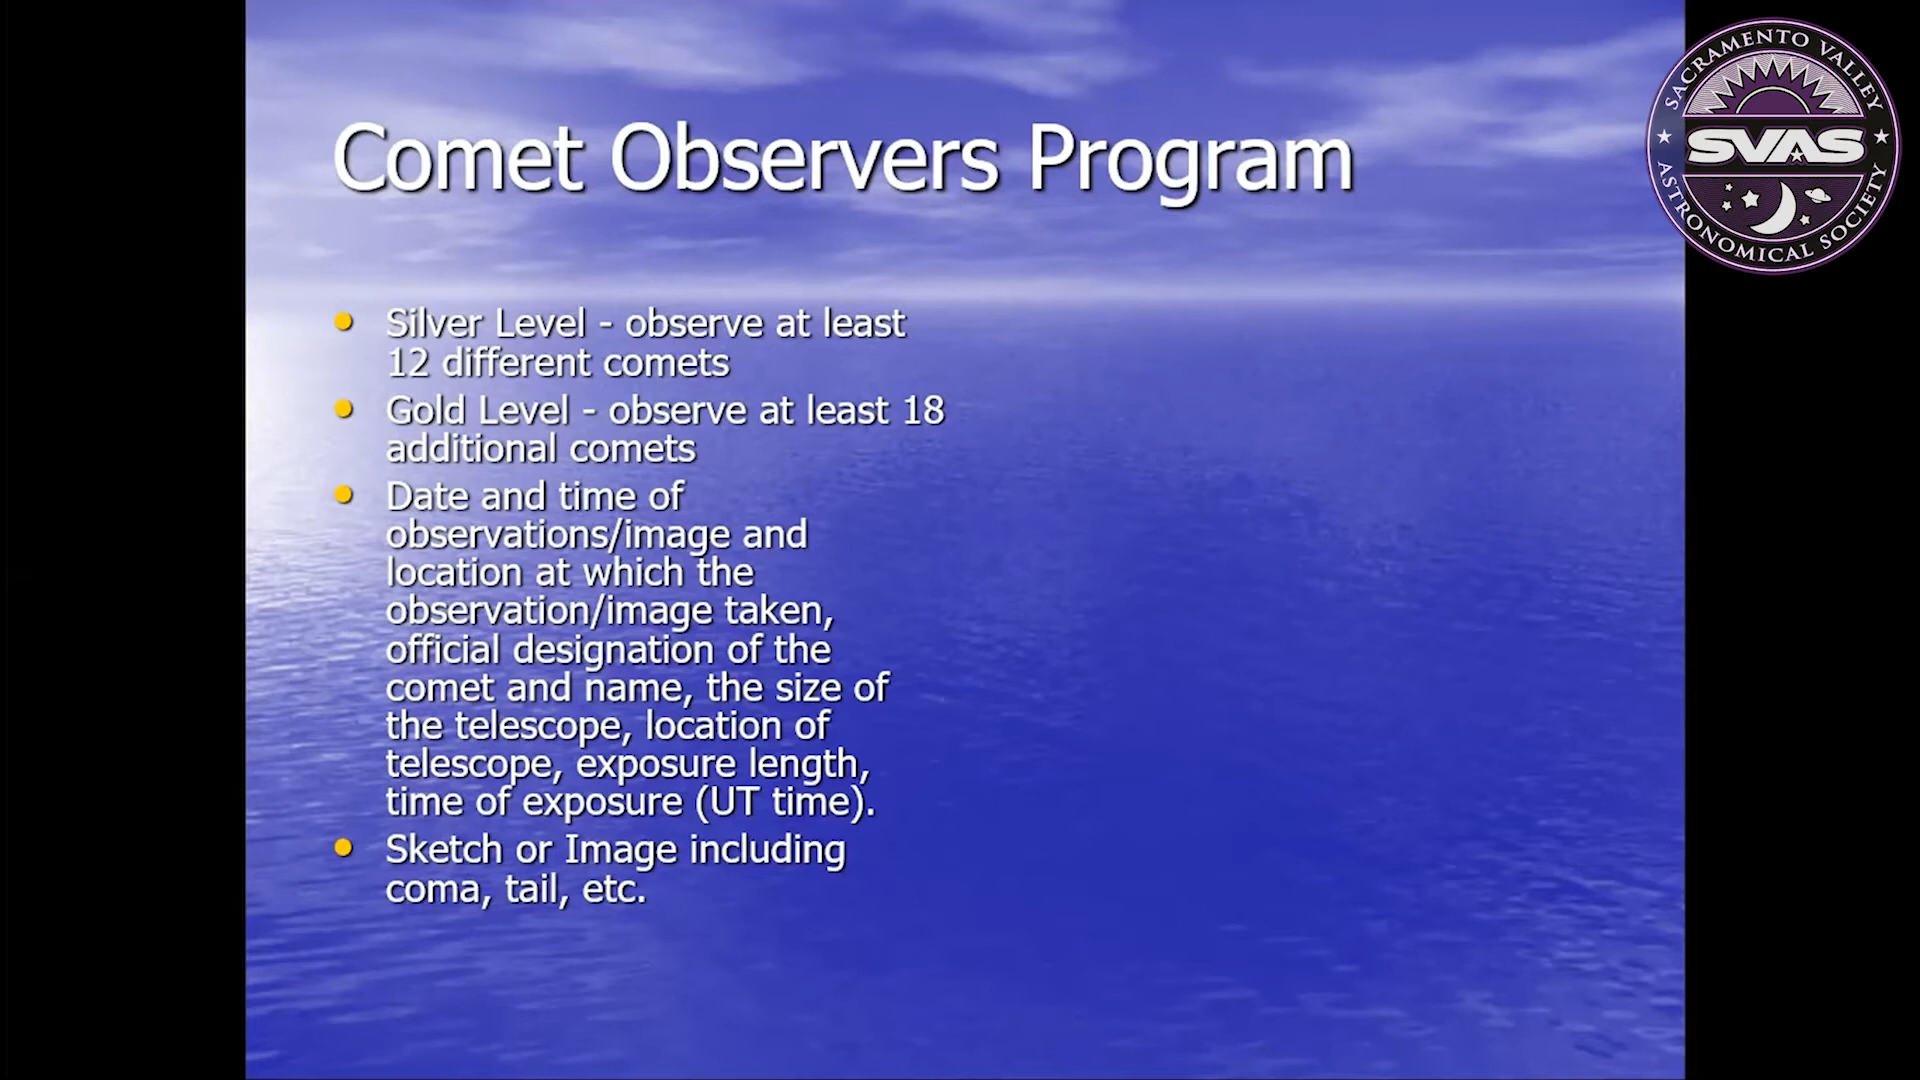 Comet Observers Program
Silver Level - observe at least
12 different comets
Gold Level - observe at least 18
additional comets
Date and time of
observations/image and
location at which the
observation/image taken,
official designation of the
comet and name, the size of
the telescope, location of
telescope, exposure length,
time of exposure (UT time).
Sketch or Image including
coma, tail, etc.
SACRAMENTO VALLEY
SVAS
ASTRONOMICAL SOCIETY